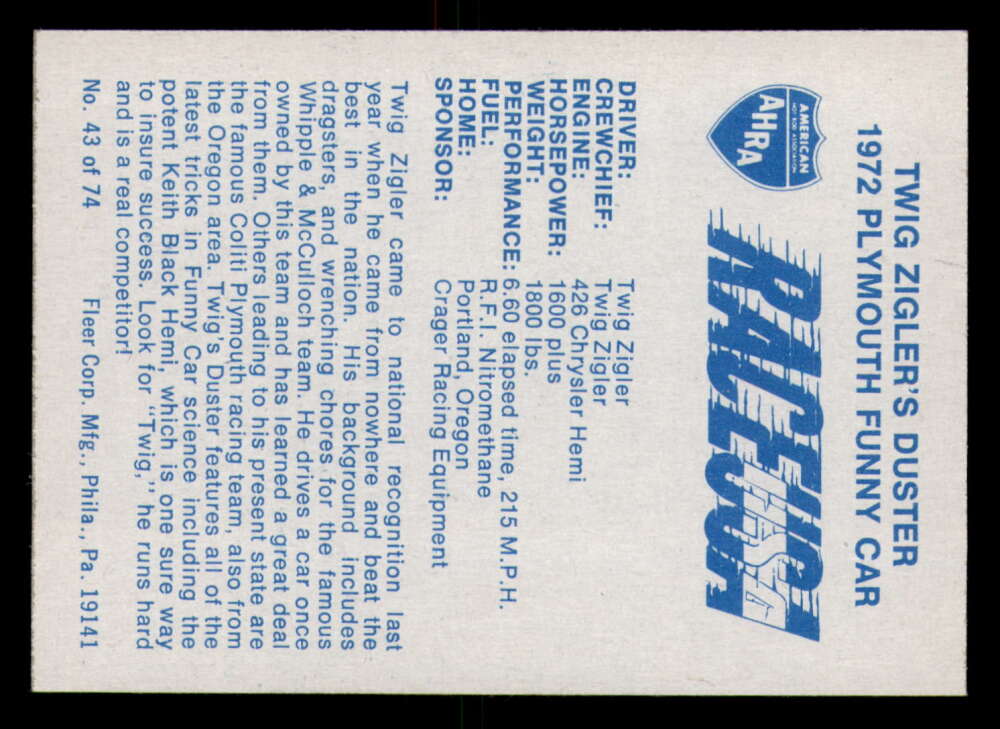 TWIG ZIGLER'S DUSTER
1972 PLYMOUTH FUNNY CAR
AMERICAN
HOT ROD ASSOCIATION
AHRA
RACING
USA
DRIVER: Twig Zigler
CREWCHIEF: Twig Zigler
ENGINE: 426 Chrysler Hemi
HORSEPOWER: 1600 plus
WEIGHT: 1800 lbs.
PERFORMANCE: 6.60 elapsed time, 215 M.P.H.
FUEL: R.F.I. Nitromethane
HOME: Portland, Oregon
SPONSOR: Crager Racing Equipment
Twig Zigler came to national recognition last
year when he came from nowhere and beat the
best in the nation. His background includes
dragsters, and wrenching chores for the famous
Whipple & McCulloch team. He drives a car once
owned by this team and has learned a great deal
from them. Others leading to his present state are
the famous Coliti Plymouth racing team, also from
the Oregon area. Twig's Duster features all of the
latest tricks in Funny Car science including the
potent Keith Black Hemi, which is one sure way
to insure success. Look for "Twig," he runs hard
and is a real competitor!
No. 43 of 74 Fleer Corp. Mfg., Phila., Pa. 19141